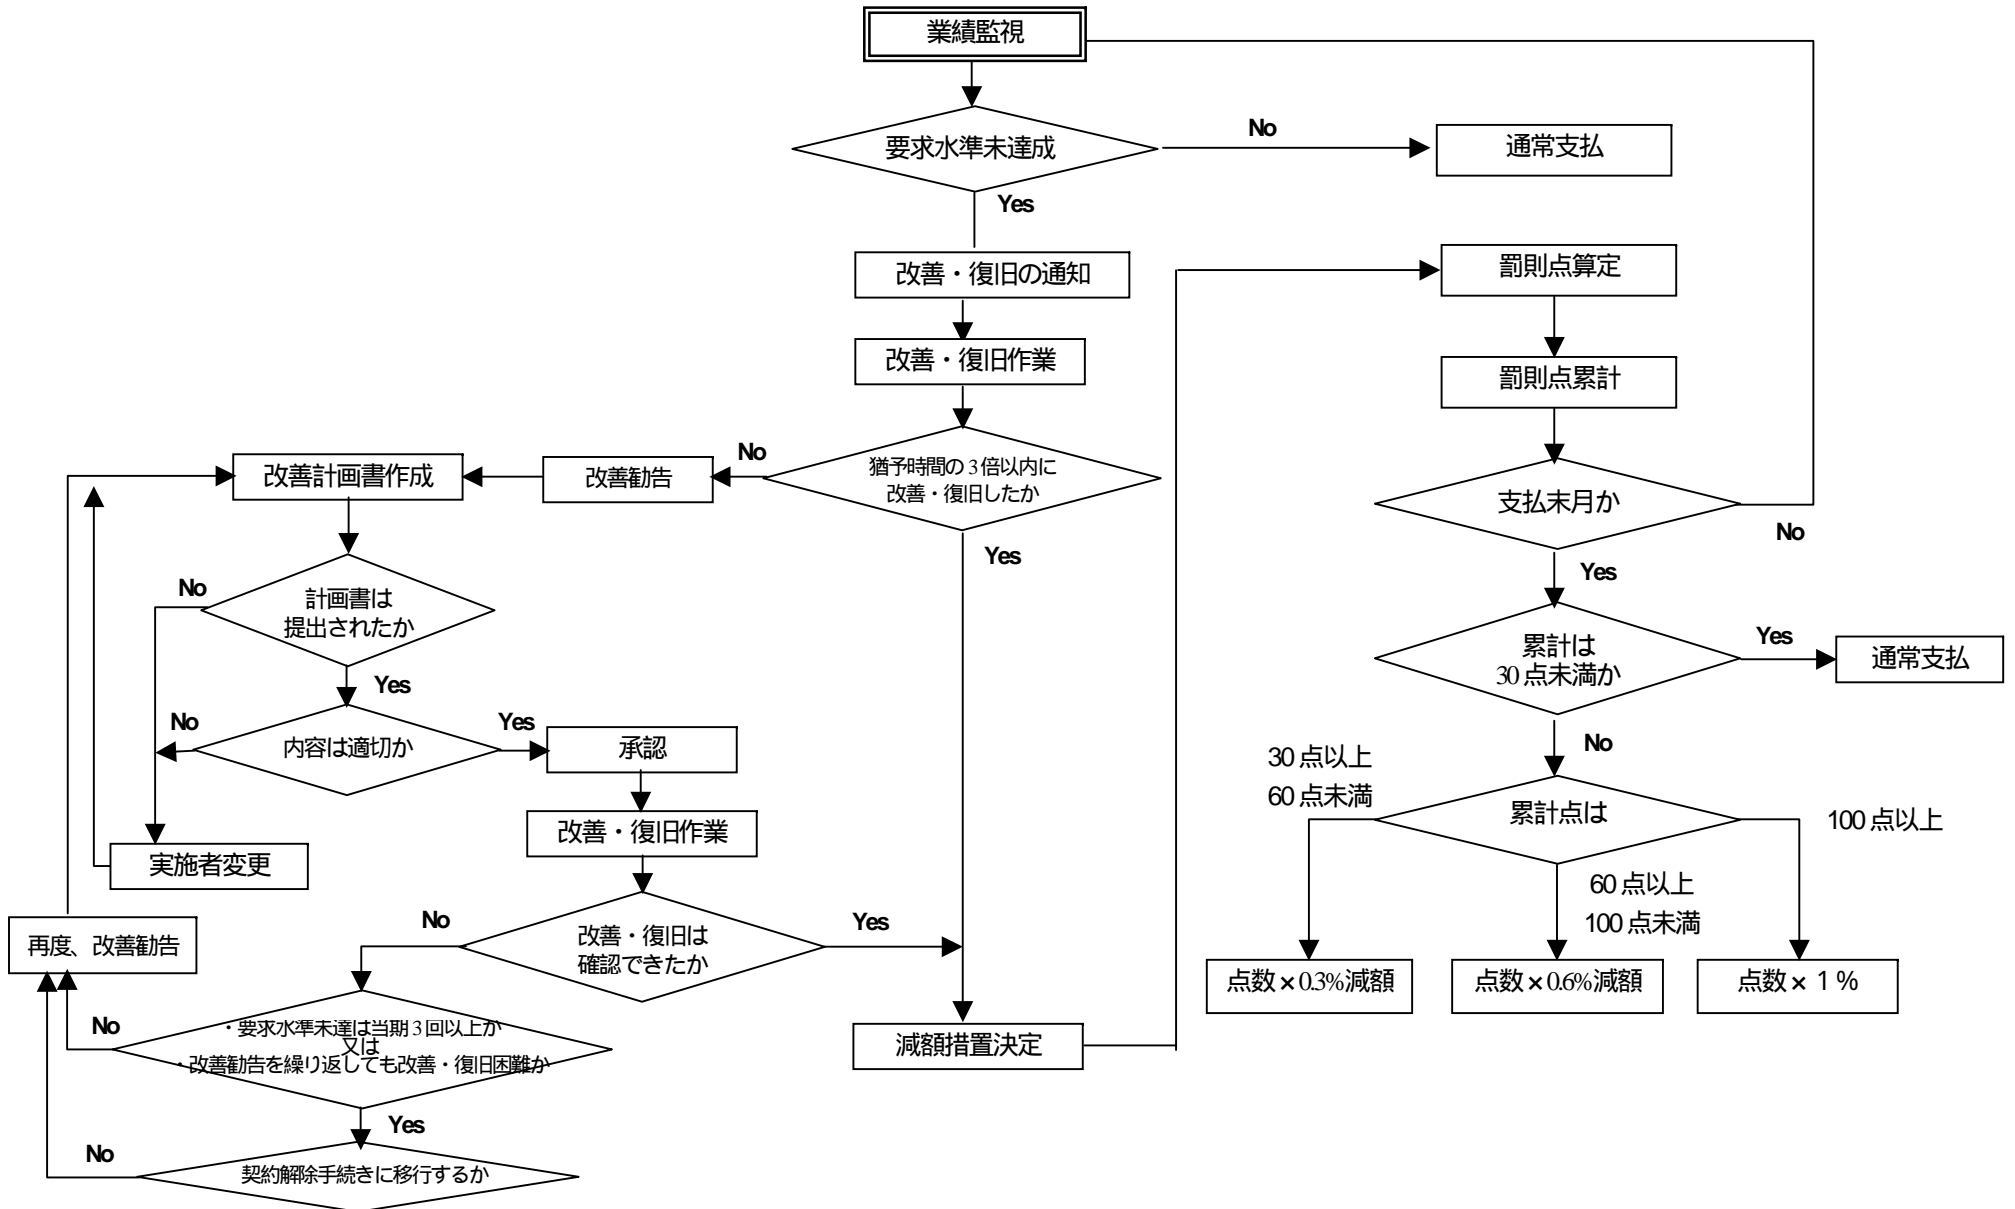 業績監視
要求水準未達成
No
通常支払
Yes
改善・復旧の通知
罰則点算定
改善・復旧作業
罰則点累計
改善計画書作成
改善勧告
No
猶予時間の3倍以内に
改善・復旧したか
支払末月か
No
Yes
Yes
No
計画書は
提出されたか
Yes
累計は
30点未満か
Yes
通常支払
No
内容は適切か
Yes
承認
No
30点以上
60点未満
累計点は
100点以上
改善・復旧作業
実施者変更
60点以上
100点未満
再度、改善勧告
No
改善・復旧は
確認できたか
Yes
点数×0.3%減額
点数×0.6%減額
点数×1%
No
・要求水準未達は当期3回以上か
又は
・改善勧告を繰り返しても改善・復旧困難か
減額措置決定
Yes
No
契約解除手続きに移行するか